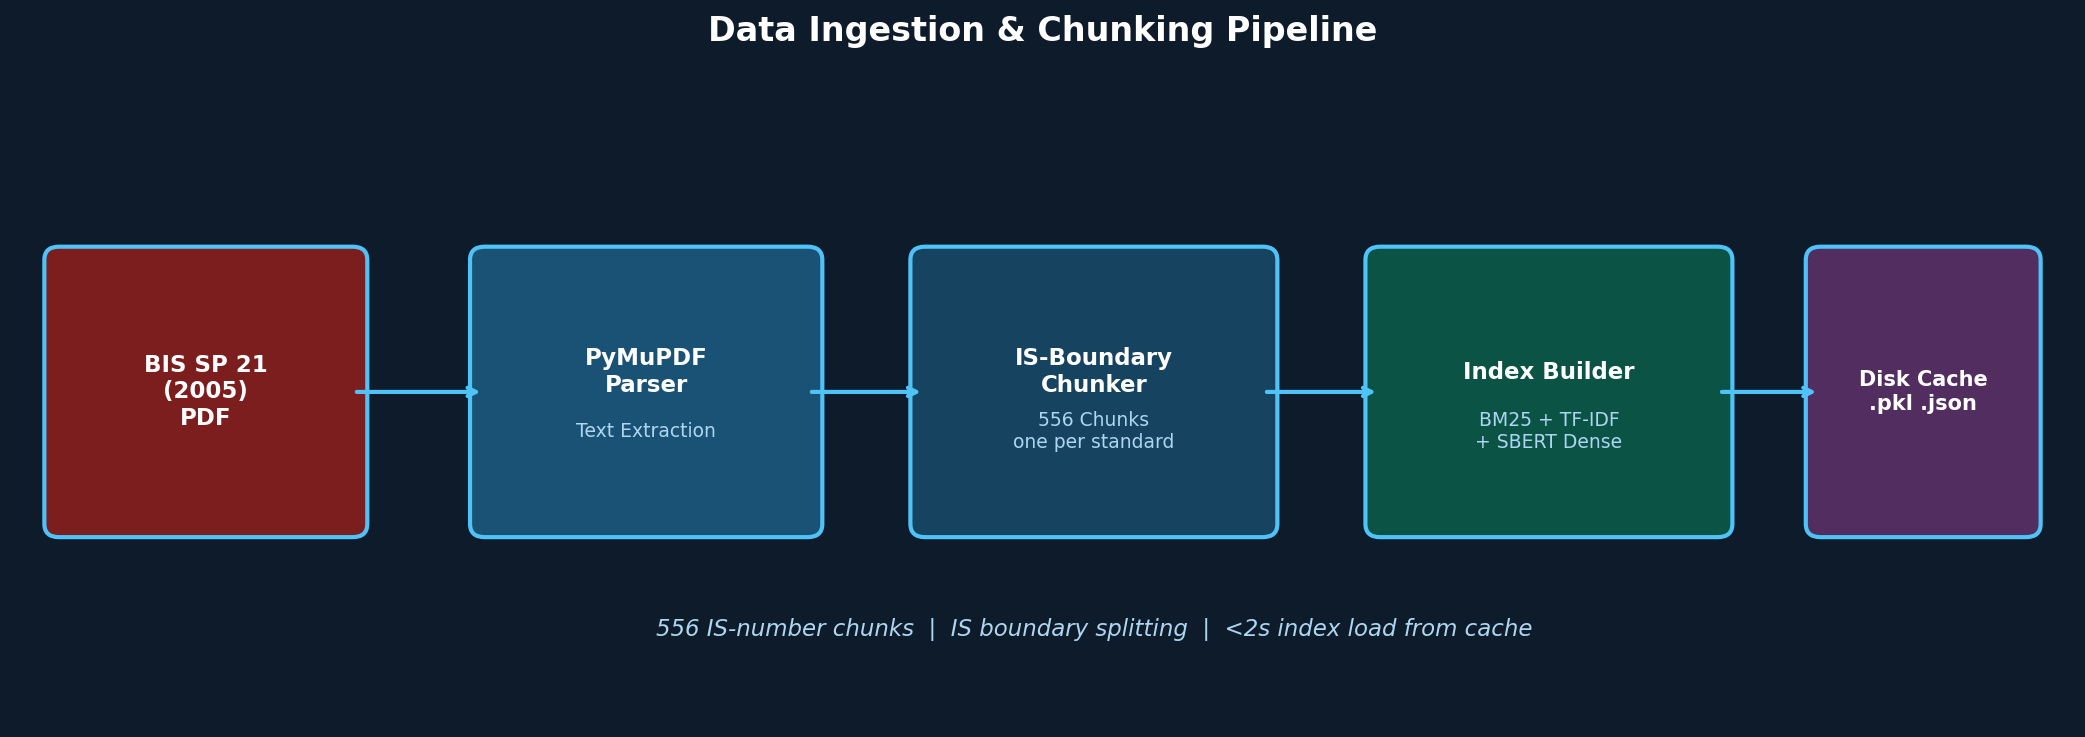 Data Ingestion & Chunking Pipeline
BIS SP 21
(2005)
PDF
PyMuPDF
Parser
Text Extraction
IS-Boundary
Chunker
556 Chunks
one per standard
Index Builder
BM25 + TF-IDF
+ SBERT Dense
Disk Cache
.pkl .json
556 IS-number chunks | IS boundary splitting | <2s index load from cache